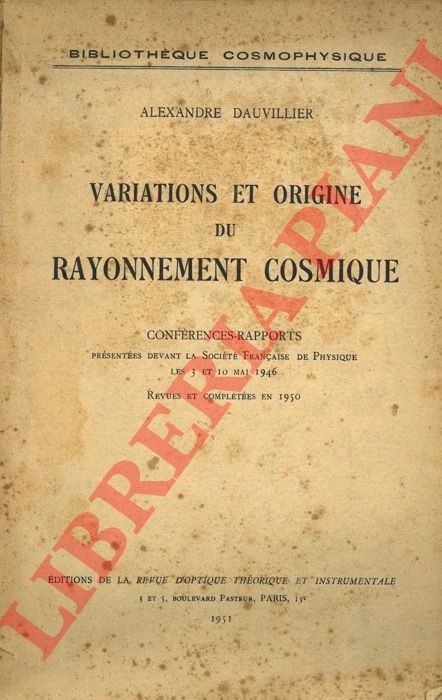 BIBLIOTHÈQUE COSMOPHYSIQUE
ALEXANDRE DAUVILLIER
VARIATIONS ET ORIGINE
DU
RAYONNEMENT COSMIQUE
CONFÉRENCES-RAPPORTS
PRÉSENTÉES DEVANT LA SOCIÉTÉ FRANÇAISE DE PHYSIQUE
LES 3 ET 10 MAI 1946
REVUES ET COMPLÉTÉES EN 1950
ÉDITIONS DE LA REVUE D'OPTIQUE THÉORIQUE ET INSTRUMENTALE
3 ET 5, BOULEVARD PASTEUR, PARIS, 15e
1951
LIBRERIA PIANI